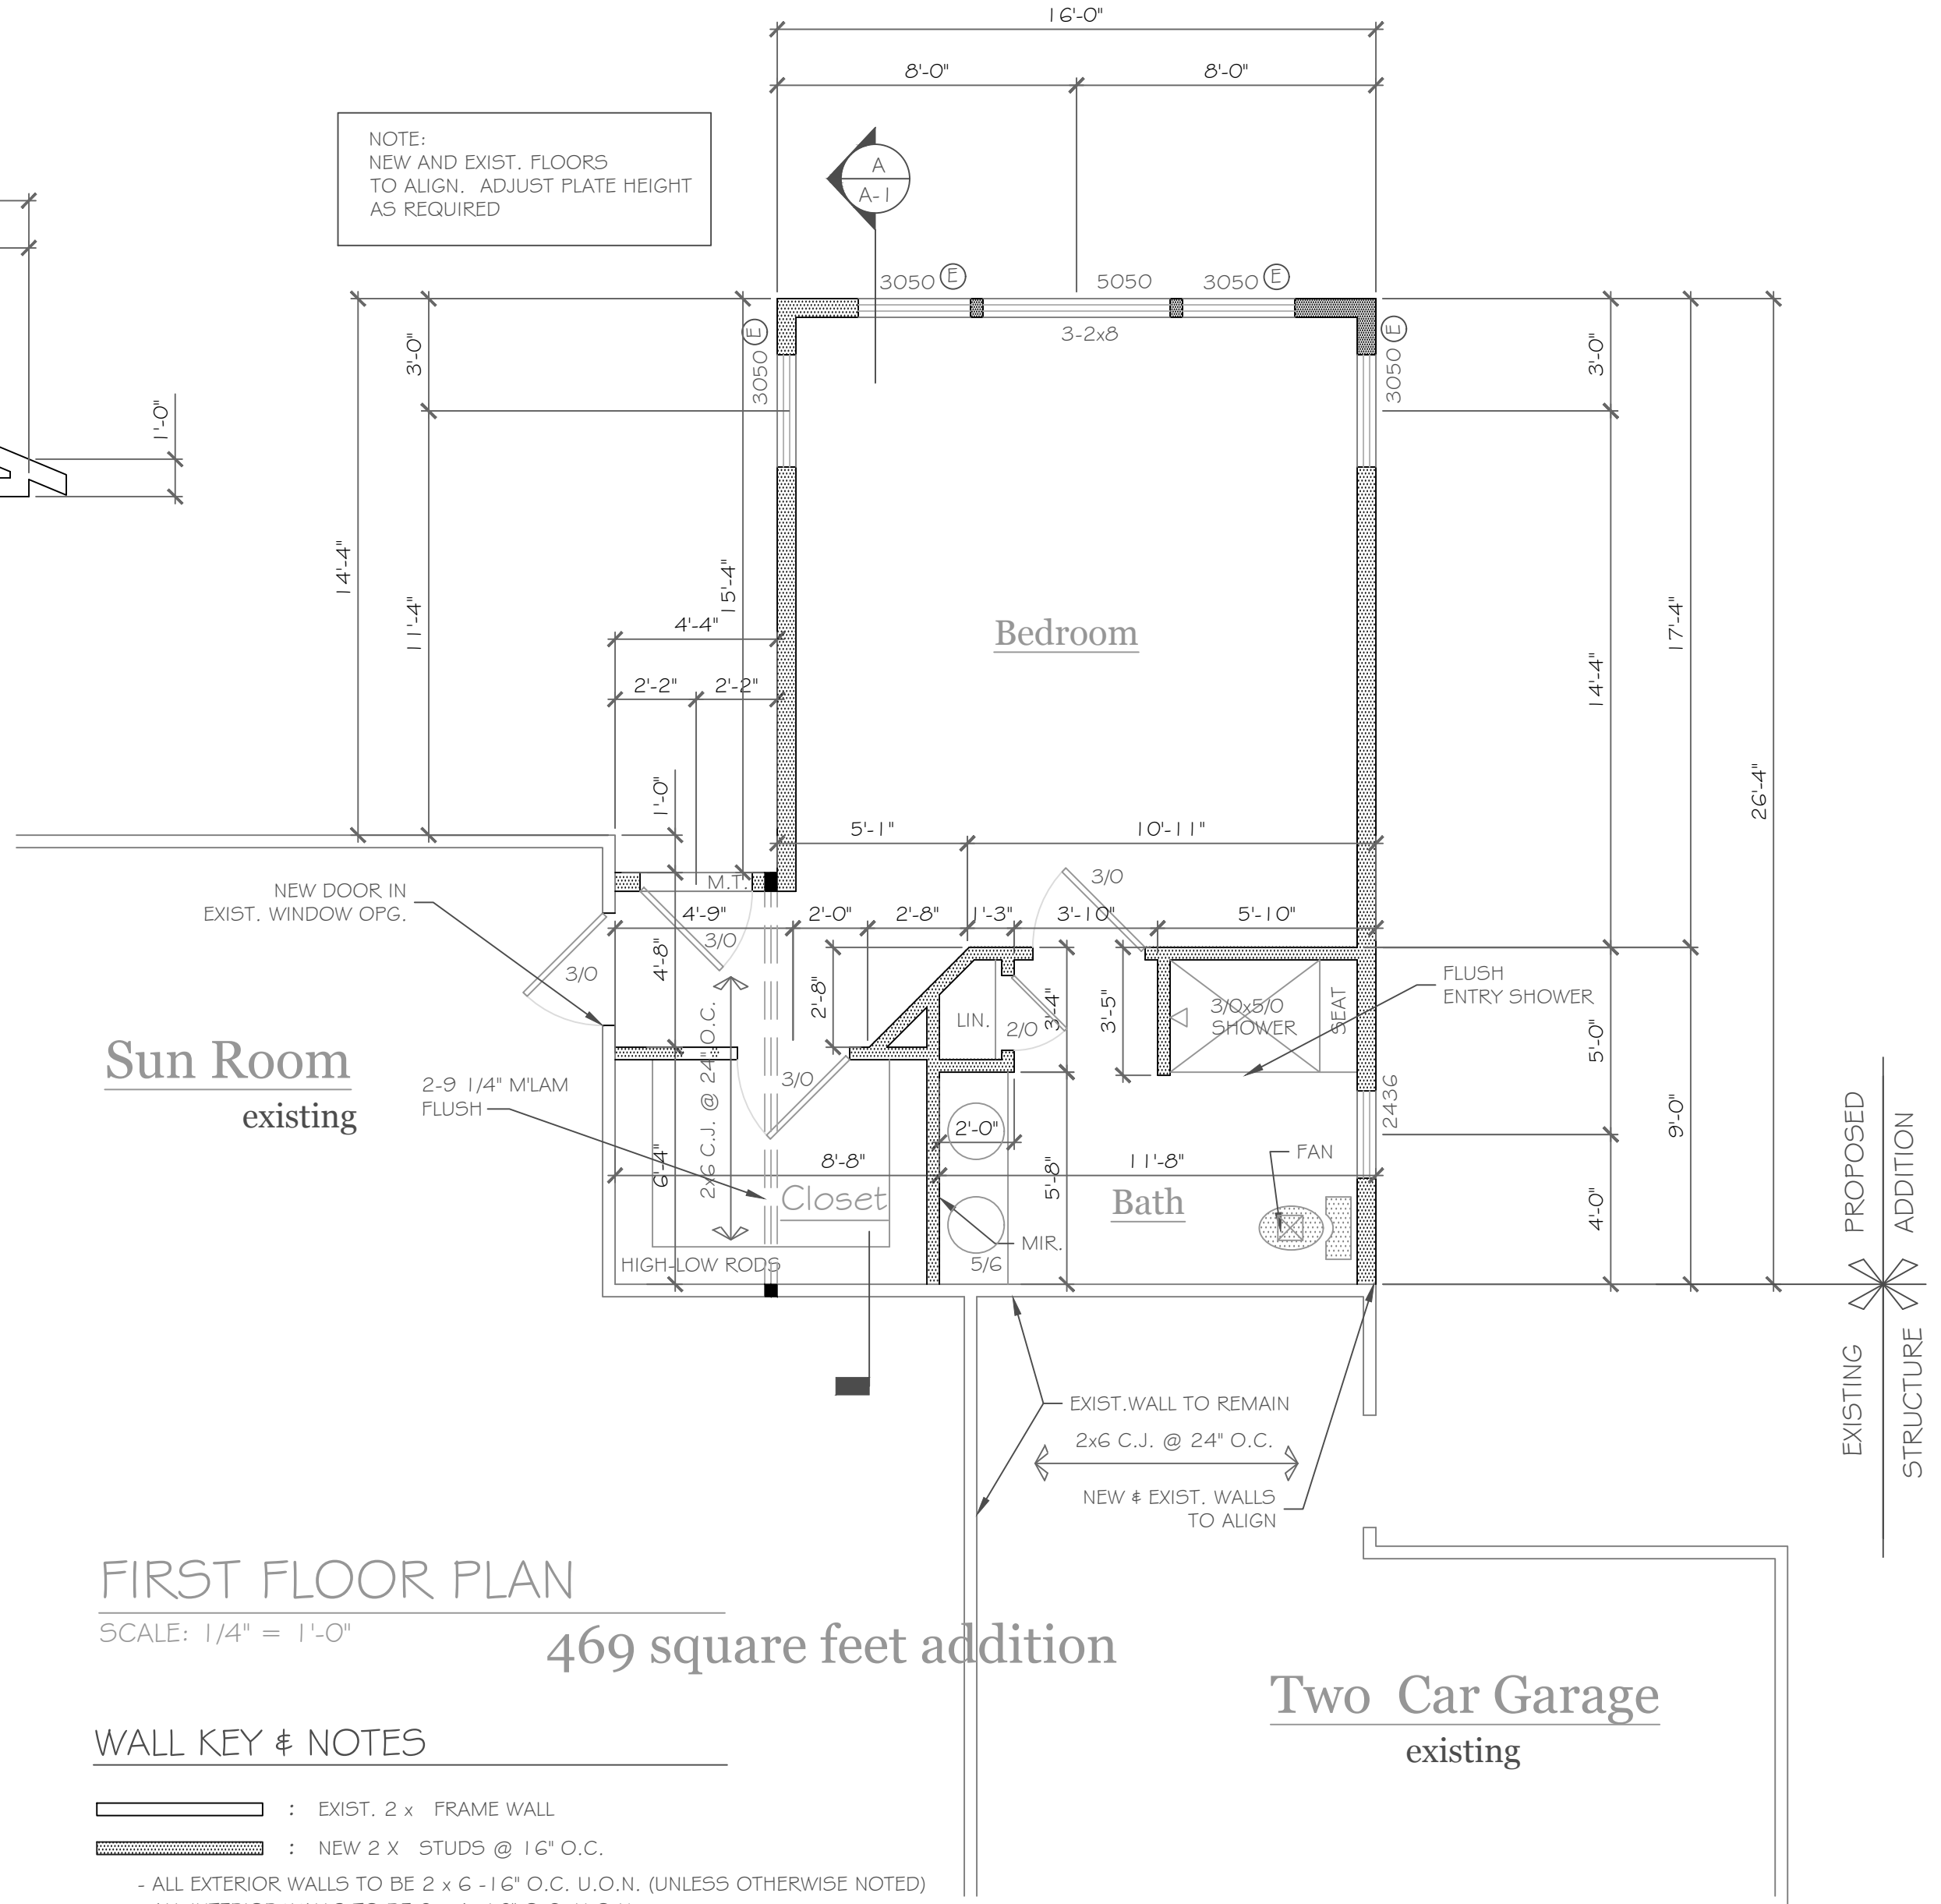 16'-0"
8'-0"
8'-0"
NOTE:
NEW AND EXIST. FLOORS
TO ALIGN. ADJUST PLATE HEIGHT
AS REQUIRED
A
A-1
3050 E
5050
3050 E
3-2x8
3050 E
3050 E
3'-0"
3'-0"
1'-0"
14'-4"
11'-4"
15'-4"
14'-4"
17'-4"
26'-4"
4'-4"
2'-2"
2'-2"
Bedroom
1'-0"
5'-1"
10'-11"
M.T.
3/0
NEW DOOR IN
EXIST. WINDOW OPG.
4'-9"
2'-0"
2'-8"
1'-3"
3'-10"
5'-10"
3/0
3/0
4'-8"
2'-8"
LIN.
2/0
3'-4"
3'-5"
3/0x5/0
SHOWER
SEAT
FLUSH
ENTRY SHOWER
5'-0"
Sun Room
existing
2-9 1/4" M'LAM
FLUSH
3/0
2x6 C.J. @ 24" O.C.
2436
9'-0"
2'-0"
6'-4"
8'-8"
5'-8"
11'-8"
FAN
4'-0"
Closet
Bath
MIR.
HIGH-LOW RODS
5/6
PROPOSED
ADDITION
EXISTING
STRUCTURE
EXIST.WALL TO REMAIN
2x6 C.J. @ 24" O.C.
NEW & EXIST. WALLS
TO ALIGN
FIRST FLOOR PLAN
SCALE: 1/4" = 1'-0"
469 square feet addition
Two Car Garage
existing
WALL KEY & NOTES
: EXIST. 2 x FRAME WALL
: NEW 2 X STUDS @ 16" O.C.
- ALL EXTERIOR WALLS TO BE 2 x 6 -16" O.C. U.O.N. (UNLESS OTHERWISE NOTED)